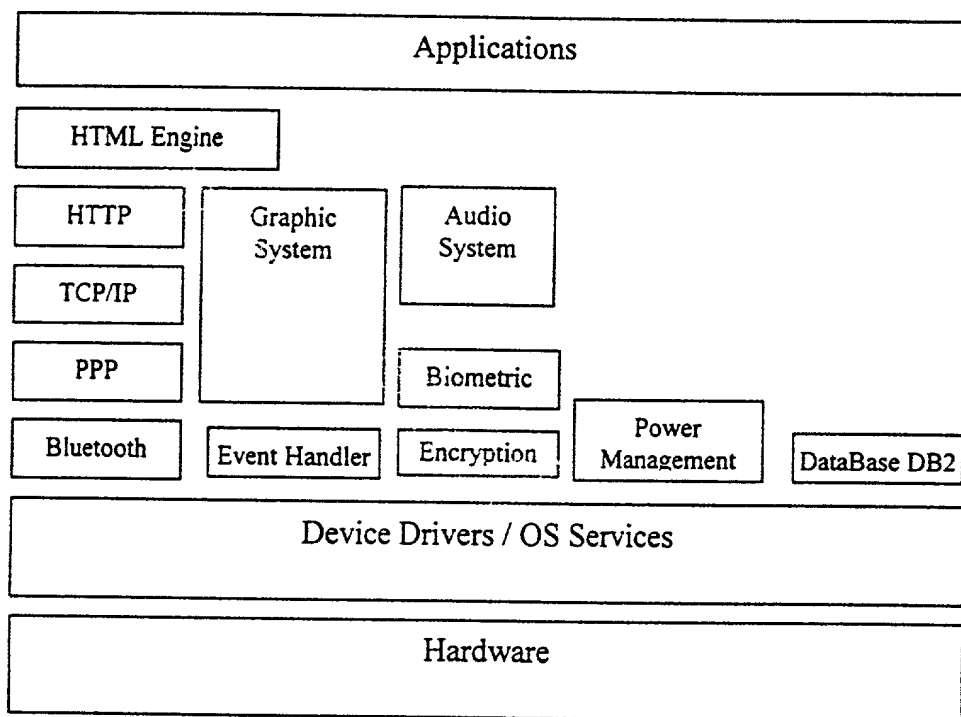 Applications
HTML Engine
HTTP
Graphic
System
Audio
System
TCP/IP
PPP
Biometric
Bluetooth
Event Handler
Encryption
Power
Management
DataBase DB2
Device Drivers / OS Services
Hardware